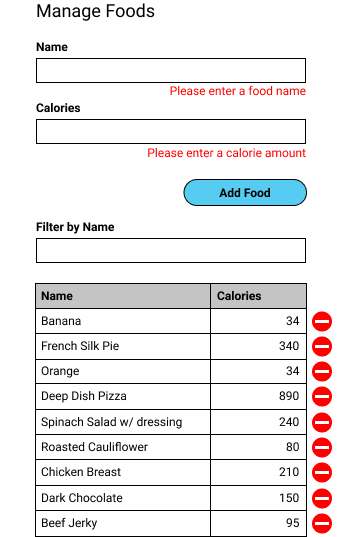 Manage Foods
Name
Please enter a food name
Calories
Please enter a calorie amount
Add Food
Filter by Name
Name Calories
Banana 34
French Silk Pie 340
Orange 34
Deep Dish Pizza 890
Spinach Salad w/ dressing 240
Roasted Cauliflower 80
Chicken Breast 210
Dark Chocolate 150
Beef Jerky 95